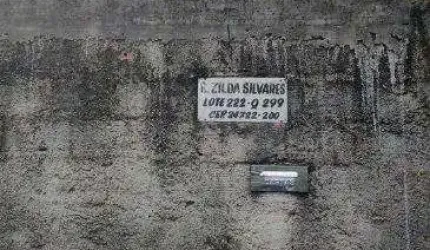 R. ZILDA SILVARES
LOTE 222-Q 299
CEP 24722-200